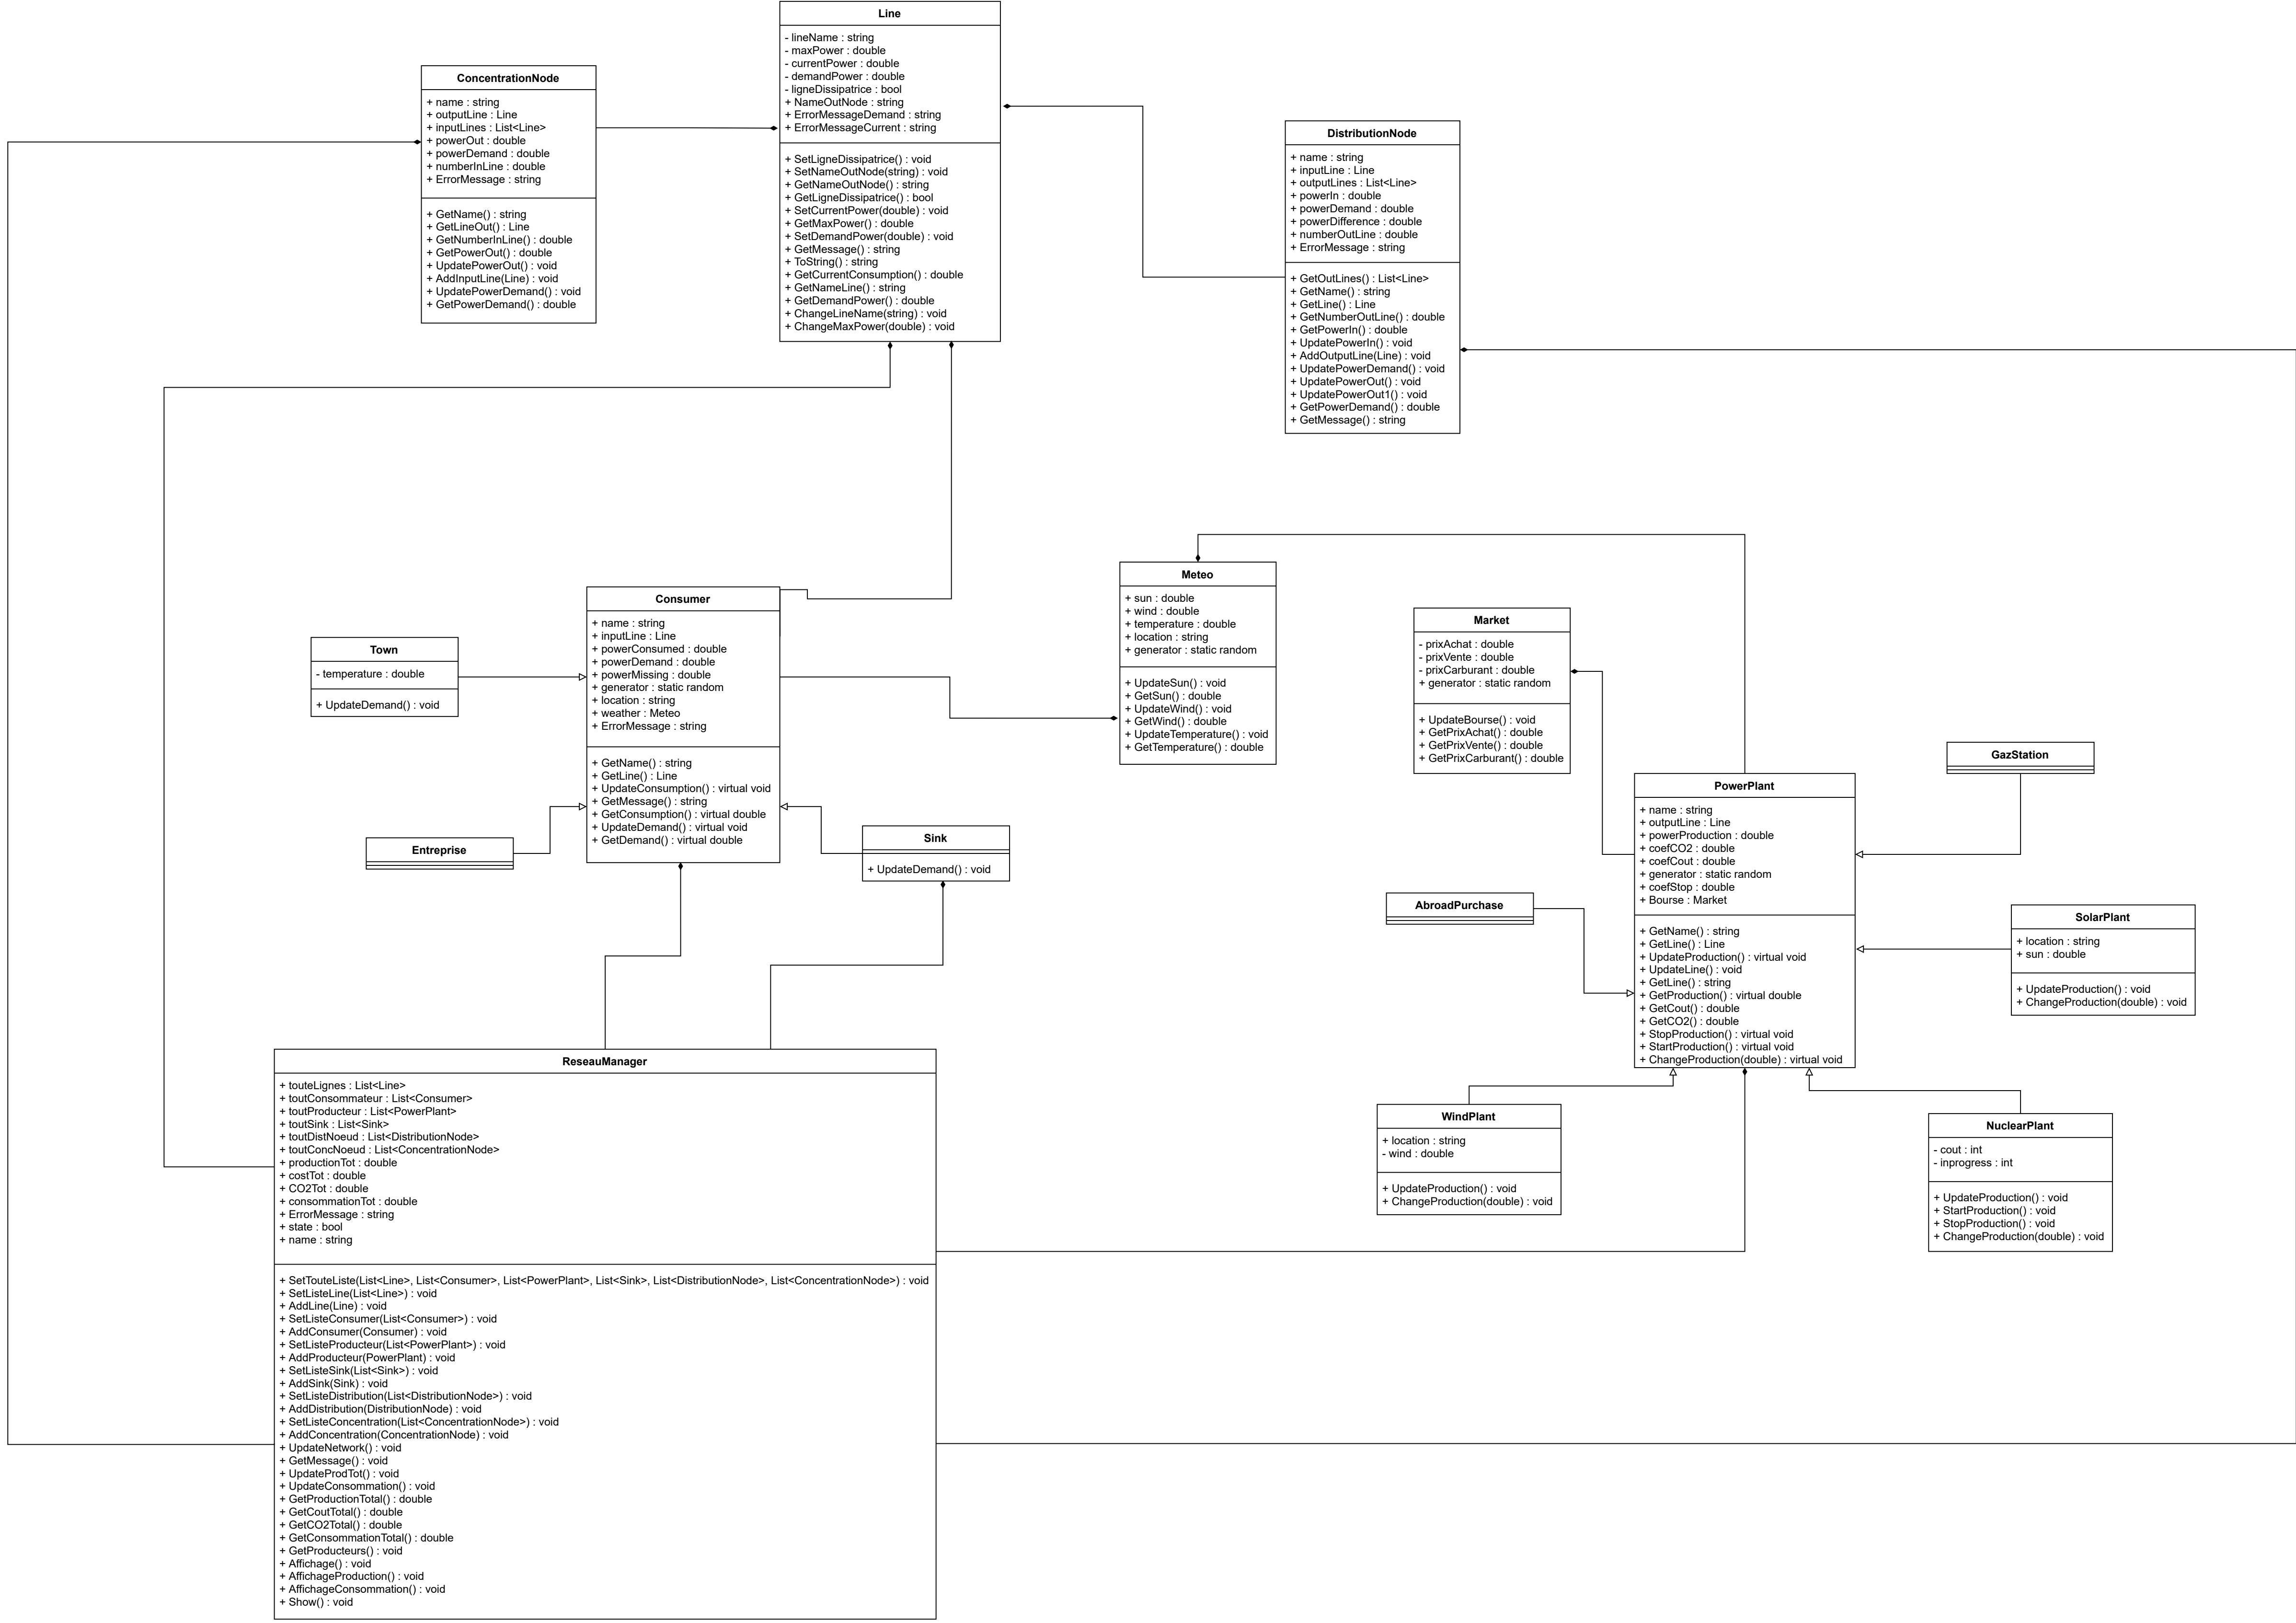 Line
- lineName : string
- maxPower : double
- currentPower : double
- demandPower : double
- ligneDissipatrice : bool
+ NameOutNode : string
+ ErrorMessageDemand : string
+ ErrorMessageCurrent : string
+ SetLigneDissipatrice() : void
+ SetNameOutNode(string) : void
+ GetNameOutNode() : string
+ GetLigneDissipatrice() : bool
+ SetCurrentPower(double) : void
+ GetMaxPower() : double
+ SetDemandPower(double) : void
+ GetMessage() : string
+ ToString() : string
+ GetCurrentConsumption() : double
+ GetNameLine() : string
+ GetDemandPower() : double
+ ChangeLineName(string) : void
+ ChangeMaxPower(double) : void
ConcentrationNode
+ name : string
+ outputLine : Line
+ inputLines : List<Line>
+ powerOut : double
+ powerDemand : double
+ numberInLine : double
+ ErrorMessage : string
+ GetName() : string
+ GetLineOut() : Line
+ GetNumberInLine() : double
+ GetPowerOut() : double
+ UpdatePowerOut() : void
+ AddInputLine(Line) : void
+ UpdatePowerDemand() : void
+ GetPowerDemand() : double
DistributionNode
+ name : string
+ inputLine : Line
+ outputLines : List<Line>
+ powerIn : double
+ powerDemand : double
+ powerDifference : double
+ numberOutLine : double
+ ErrorMessage : string
+ GetOutLines() : List<Line>
+ GetName() : string
+ GetLine() : Line
+ GetNumberOutLine() : double
+ GetPowerIn() : double
+ UpdatePowerIn() : void
+ AddOutputLine(Line) : void
+ UpdatePowerDemand() : void
+ UpdatePowerOut() : void
+ UpdatePowerOut1() : void
+ GetPowerDemand() : double
+ GetMessage() : string
Meteo
+ sun : double
+ wind : double
+ temperature : double
+ location : string
+ generator : static random
+ UpdateSun() : void
+ GetSun() : double
+ UpdateWind() : void
+ GetWind() : double
+ UpdateTemperature() : void
+ GetTemperature() : double
Consumer
+ name : string
+ inputLine : Line
+ powerConsumed : double
+ powerDemand : double
+ powerMissing : double
+ generator : static random
+ location : string
+ weather : Meteo
+ ErrorMessage : string
+ GetName() : string
+ GetLine() : Line
+ UpdateConsumption() : virtual void
+ GetMessage() : string
+ GetConsumption() : virtual double
+ UpdateDemand() : virtual void
+ GetDemand() : virtual double
Town
- temperature : double
+ UpdateDemand() : void
Market
- prixAchat : double
- prixVente : double
- prixCarburant : double
+ generator : static random
+ UpdateBourse() : void
+ GetPrixAchat() : double
+ GetPrixVente() : double
+ GetPrixCarburant() : double
GazStation
PowerPlant
+ name : string
+ outputLine : Line
+ powerProduction : double
+ coefCO2 : double
+ coefCout : double
+ generator : static random
+ coefStop : double
+ Bourse : Market
+ GetName() : string
+ GetLine() : Line
+ UpdateProduction() : virtual void
+ UpdateLine() : void
+ GetLine() : string
+ GetProduction() : virtual double
+ GetCout() : double
+ GetCO2() : double
+ StopProduction() : virtual void
+ StartProduction() : virtual void
+ ChangeProduction(double) : virtual void
Entreprise
Sink
+ UpdateDemand() : void
AbroadPurchase
SolarPlant
+ location : string
+ sun : double
+ UpdateProduction() : void
+ ChangeProduction(double) : void
WindPlant
+ location : string
- wind : double
+ UpdateProduction() : void
+ ChangeProduction(double) : void
NuclearPlant
- cout : int
- inprogress : int
+ UpdateProduction() : void
+ StartProduction() : void
+ StopProduction() : void
+ ChangeProduction(double) : void
ReseauManager
+ touteLignes : List<Line>
+ toutConsommateur : List<Consumer>
+ toutProducteur : List<PowerPlant>
+ toutSink : List<Sink>
+ toutDistNoeud : List<DistributionNode>
+ toutConcNoeud : List<ConcentrationNode>
+ productionTot : double
+ costTot : double
+ CO2Tot : double
+ consommationTot : double
+ ErrorMessage : string
+ state : bool
+ name : string
+ SetTouteListe(List<Line>, List<Consumer>, List<PowerPlant>, List<Sink>, List<DistributionNode>, List<ConcentrationNode>) : void
+ SetListeLine(List<Line>) : void
+ AddLine(Line) : void
+ SetListeConsumer(List<Consumer>) : void
+ AddConsumer(Consumer) : void
+ SetListeProducteur(List<PowerPlant>) : void
+ AddProducteur(PowerPlant) : void
+ SetListeSink(List<Sink>) : void
+ AddSink(Sink) : void
+ SetListeDistribution(List<DistributionNode>) : void
+ AddDistribution(DistributionNode) : void
+ SetListeConcentration(List<ConcentrationNode>) : void
+ AddConcentration(ConcentrationNode) : void
+ UpdateNetwork() : void
+ GetMessage() : void
+ UpdateProdTot() : void
+ UpdateConsommation() : void
+ GetProductionTotal() : double
+ GetCoutTotal() : double
+ GetCO2Total() : double
+ GetConsommationTotal() : double
+ GetProducteurs() : void
+ Affichage() : void
+ AffichageProduction() : void
+ AffichageConsommation() : void
+ Show() : void